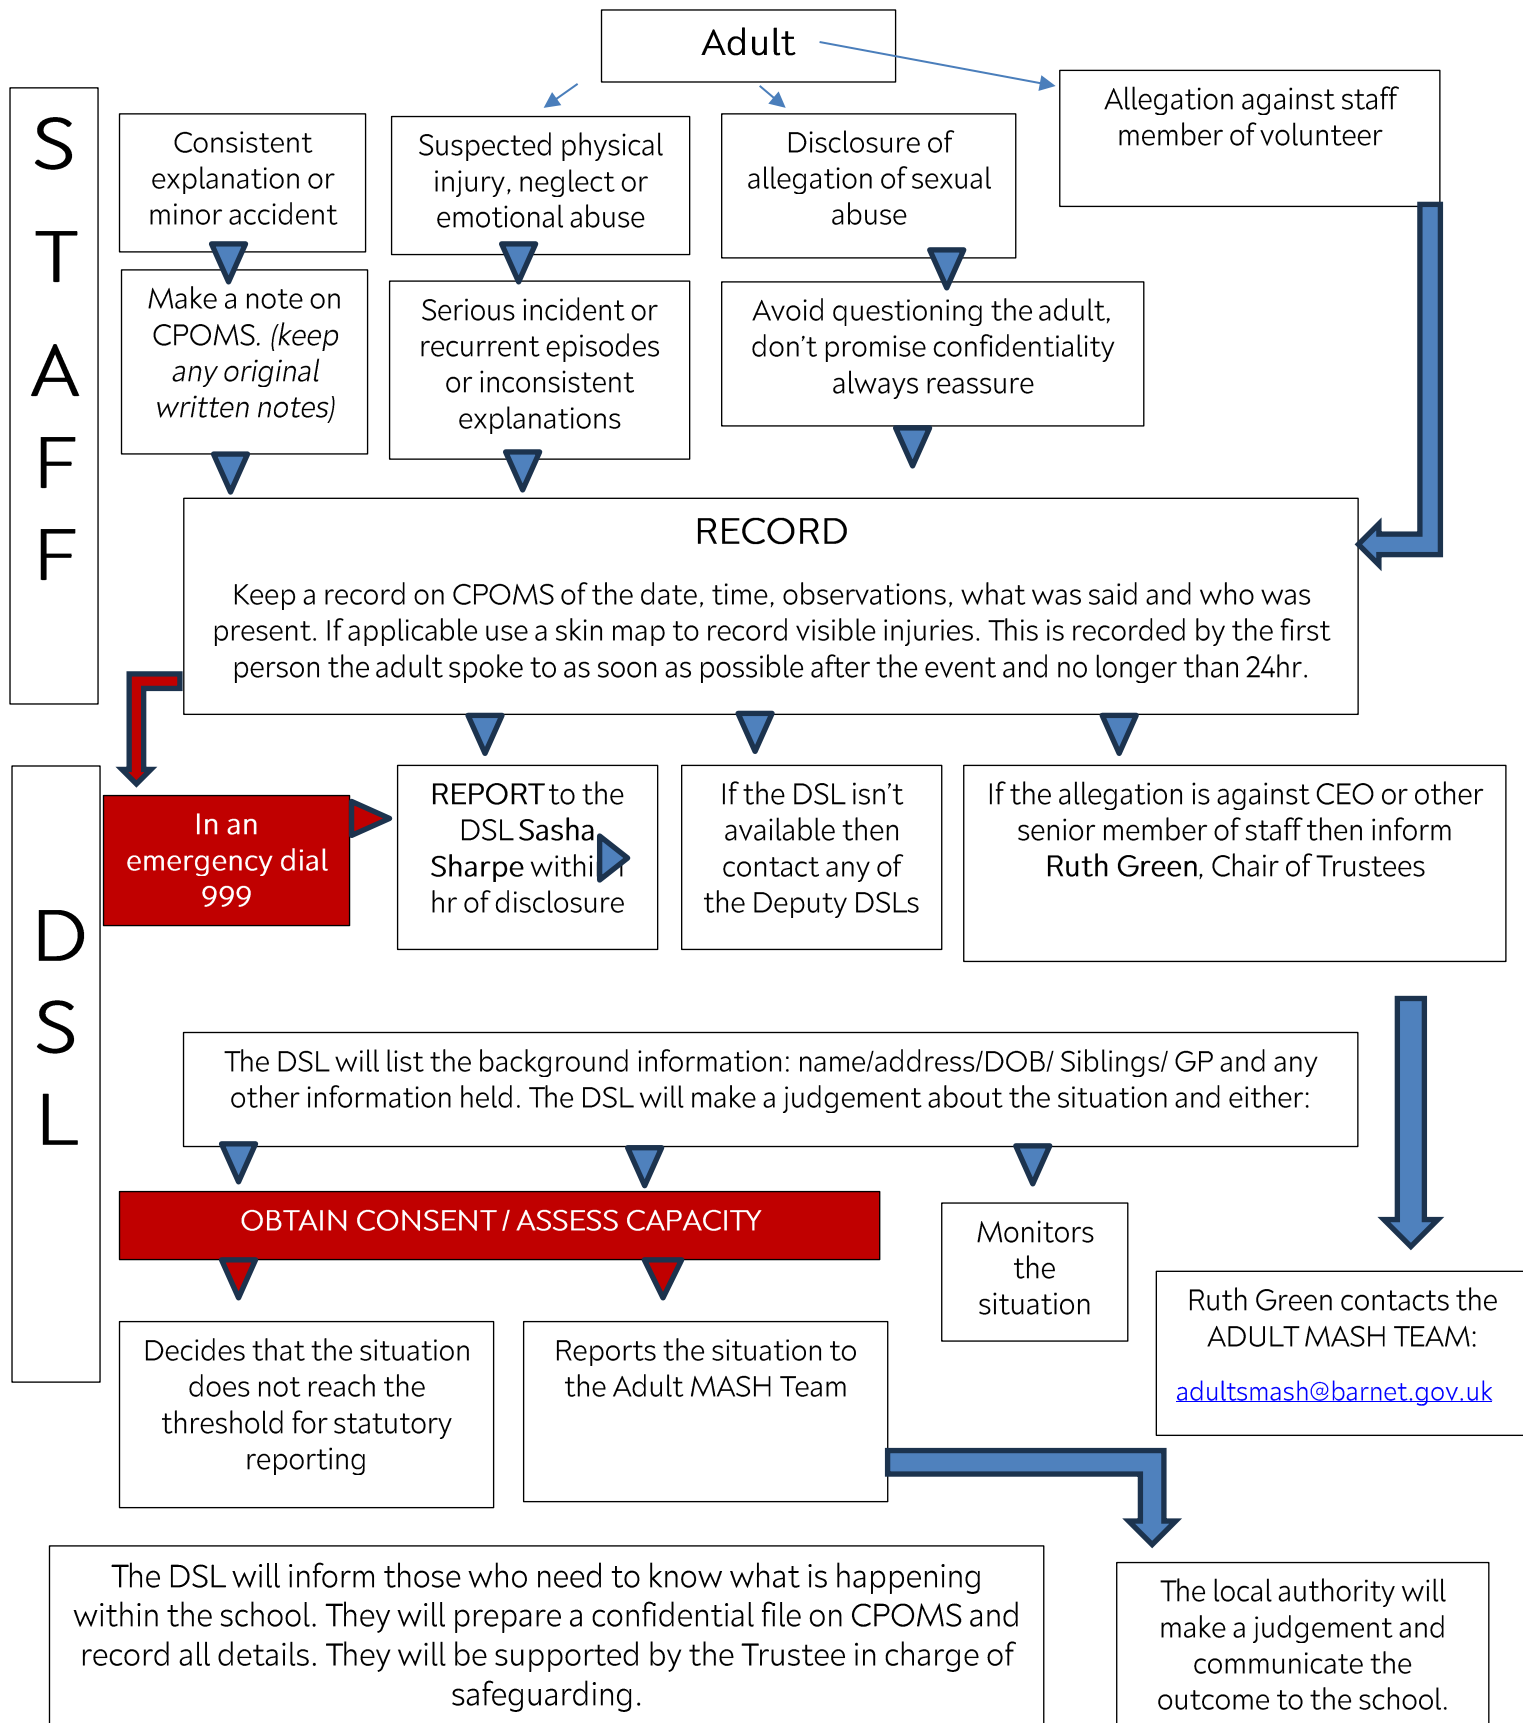 Adult
Allegation against staff
member of volunteer
S
T
A
F
F
Consistent
explanation or
minor accident
Suspected physical
injury, neglect or
emotional abuse
Disclosure of
allegation of sexual
abuse
Make a note on
CPOMS. (keep
any original
written notes)
Serious incident or
recurrent episodes
or inconsistent
explanations
Avoid questioning the adult,
don't promise confidentiality
always reassure
RECORD
Keep a record on CPOMS of the date, time, observations, what was said and who was
present. If applicable use a skin map to record visible injuries. This is recorded by the first
person the adult spoke to as soon as possible after the event and no longer than 24hr.
D
S
L
In an
emergency dial
999
REPORT to the
DSL Sasha
Sharpe within
hr of disclosure
If the DSL isn't
available then
contact any of
the Deputy DSLs
If the allegation is against CEO or other
senior member of staff then inform
Ruth Green, Chair of Trustees
The DSL will list the background information: name/address/DOB/ Siblings/ GP and any
other information held. The DSL will make a judgement about the situation and either:
OBTAIN CONSENT / ASSESS CAPACITY
Monitors
the
situation
Ruth Green contacts the
ADULT MASH TEAM:
adultsmash@barnet.gov.uk
Decides that the situation
does not reach the
threshold for statutory
reporting
Reports the situation to
the Adult MASH Team
The DSL will inform those who need to know what is happening
within the school. They will prepare a confidential file on CPOMS and
record all details. They will be supported by the Trustee in charge of
safeguarding.
The local authority will
make a judgement and
communicate the
outcome to the school.